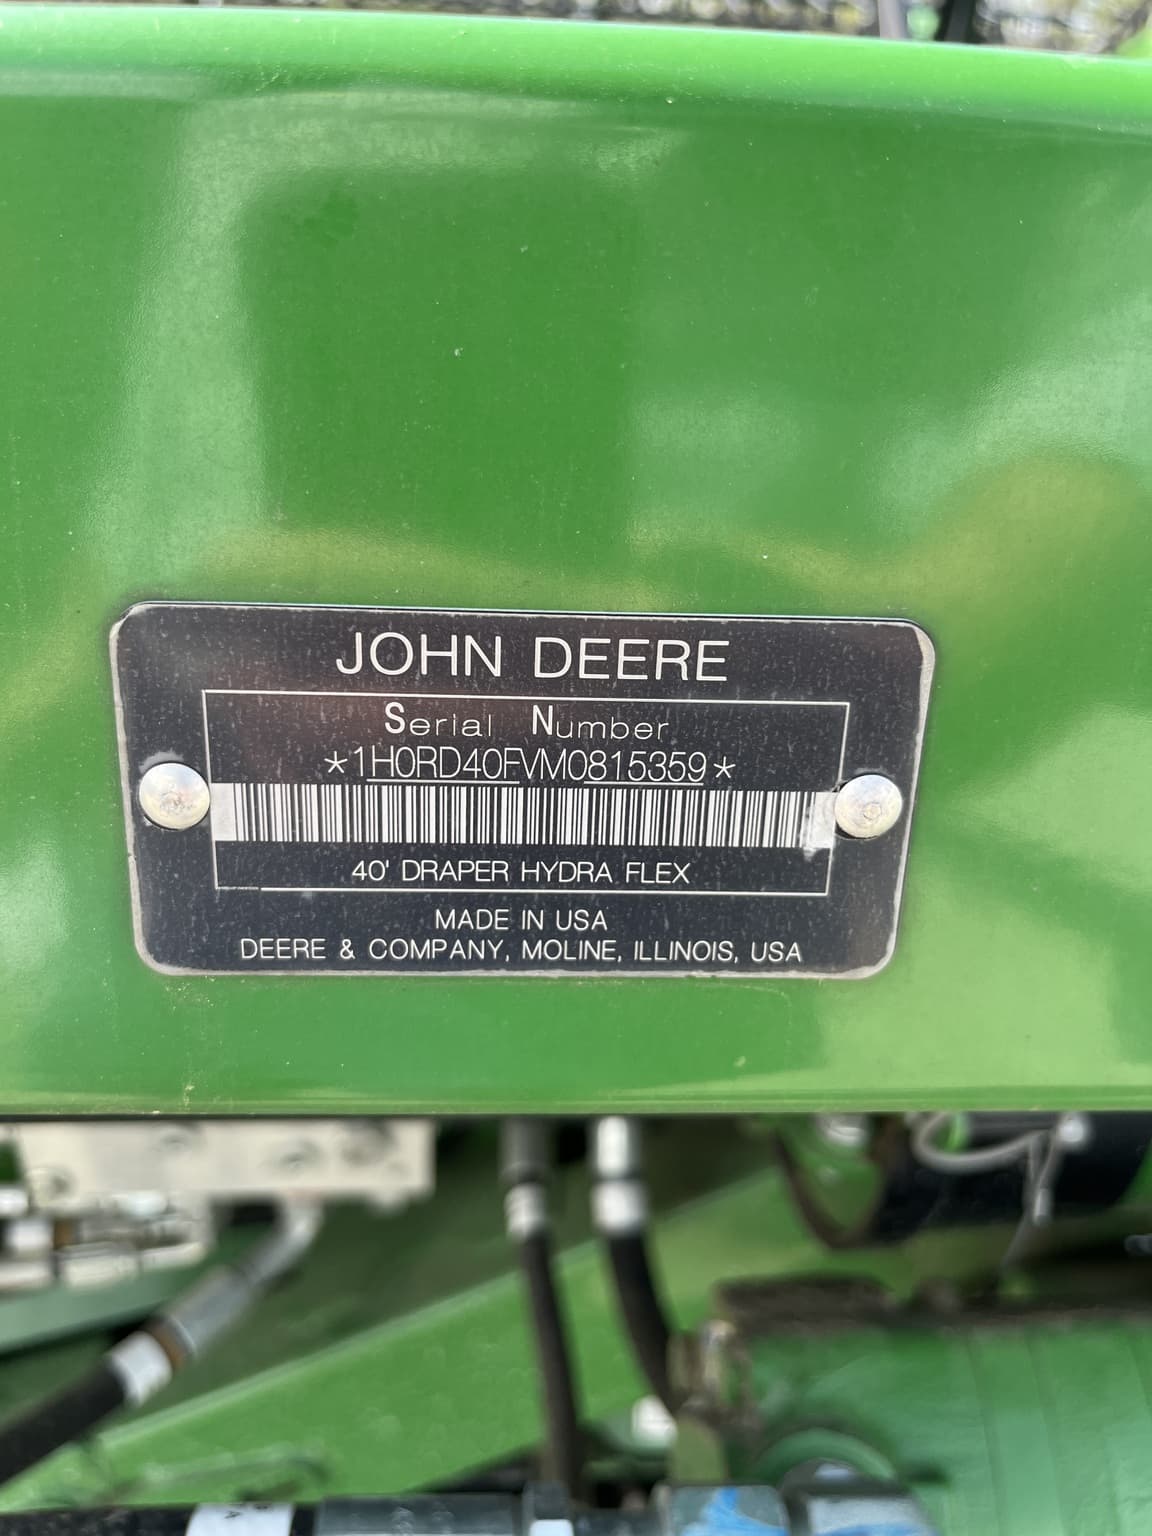 JOHN DEERE
Serial Number
*1H0RD40FVM0815359*
40' DRAPER HYDRA FLEX
MADE IN USA
DEERE & COMPANY, MOLINE, ILLINOIS, USA